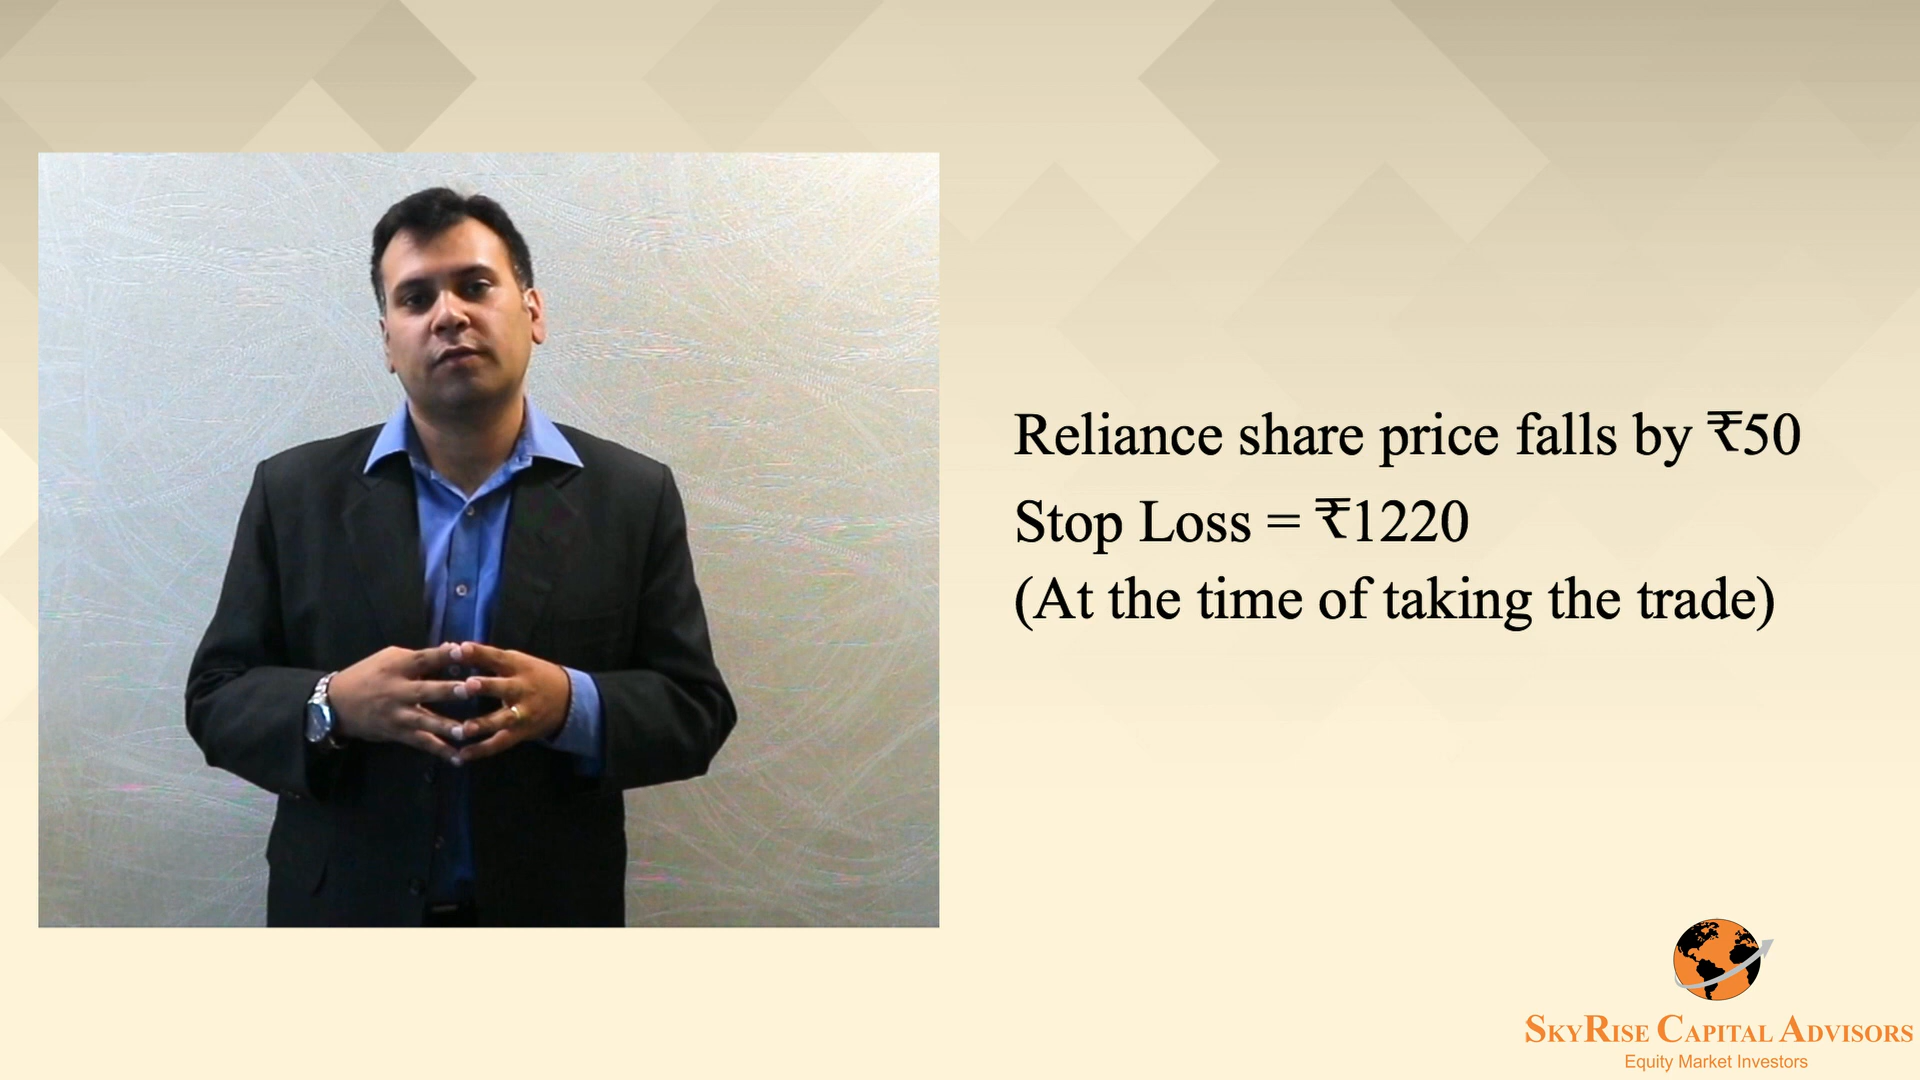 Reliance share price falls by ₹50
Stop Loss = ₹1220
(At the time of taking the trade)
SKYRISE CAPITAL ADVISORS
Equity Market Investors